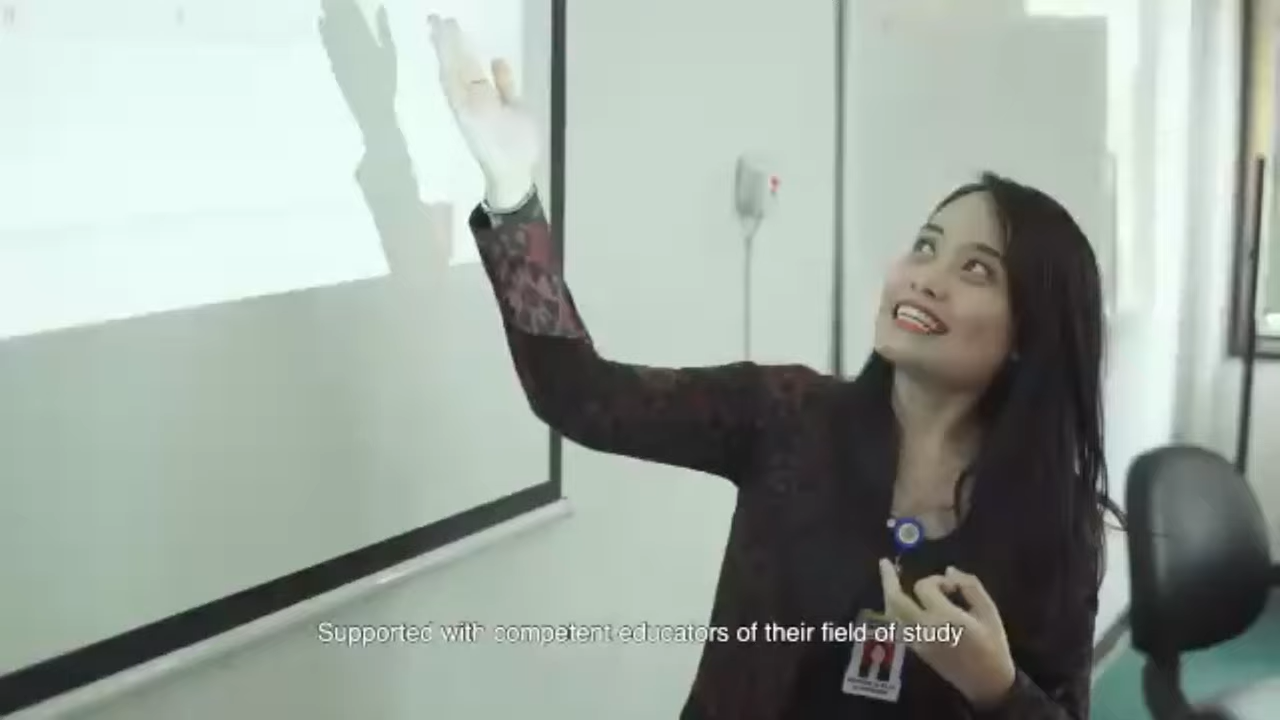 Supported with competent educators of their field of study